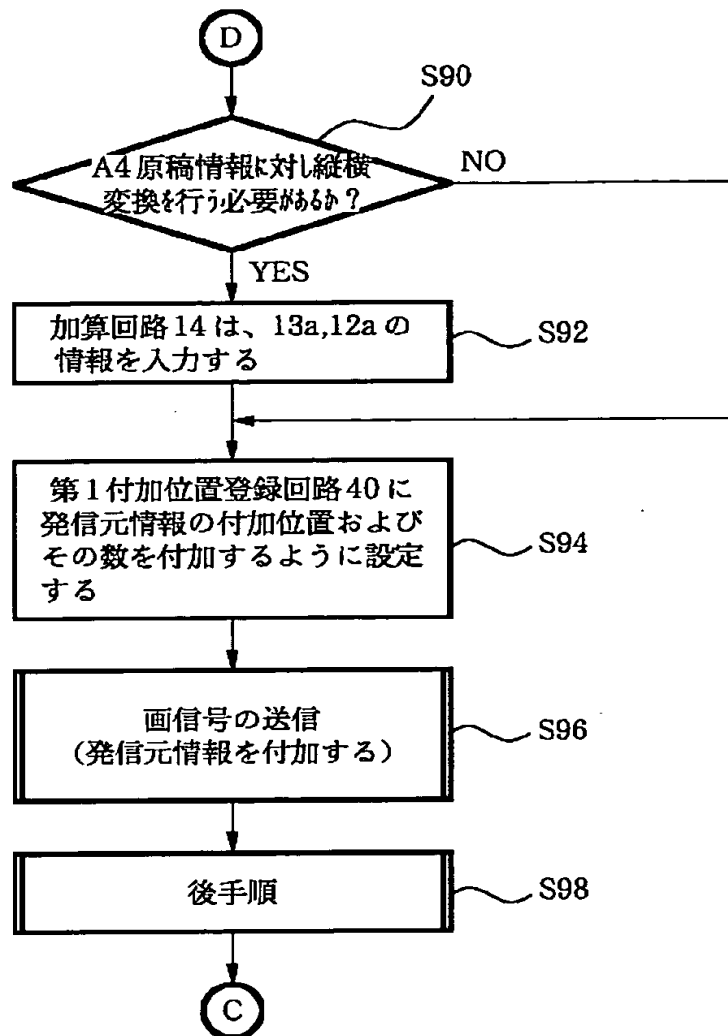 D
S90
A4原稿情報に対し縦横
変換を行う必要があるか?
NO
YES
加算回路14は、13a,12aの
情報を入力する
S92
第1付加位置登録回路40に
発信元情報の付加位置および
その数を付加するように設定
する
S94
画信号の送信
(発信元情報を付加する)
S96
後手順
S98
C